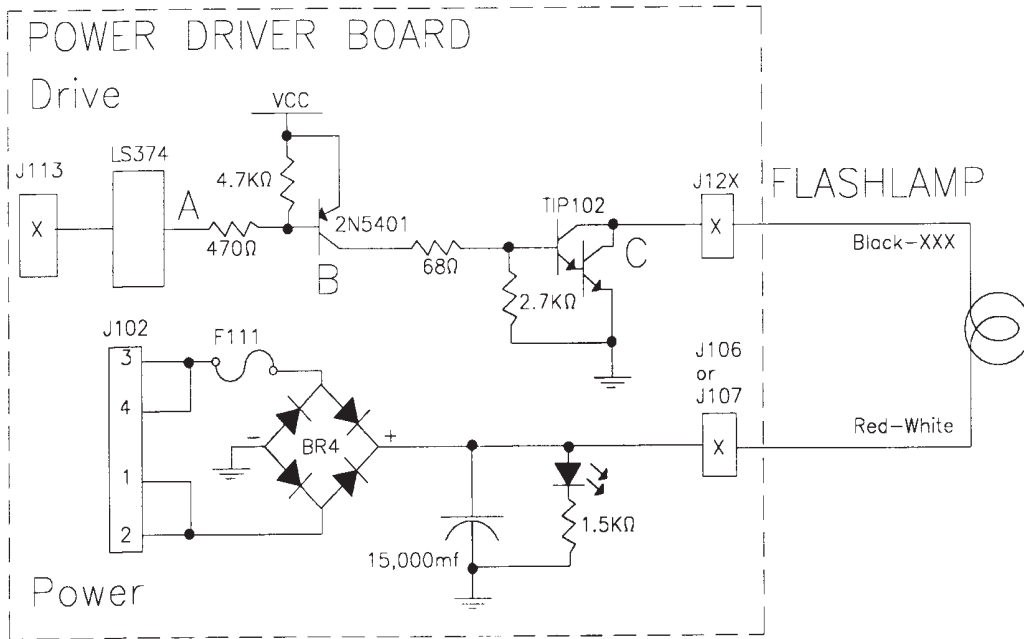 POWER DRIVER BOARD
Drive
VCC
J113
LS374
4.7KΩ
A
X
470Ω
2N5401
B
68Ω
TIP102
C
2.7KΩ
J12X
X
FLASHLAMP
Black-XXX
J102
3
4
1
2
F111
BR4
-
+
J106
or
J107
X
Red-White
1.5KΩ
15,000mf
Power